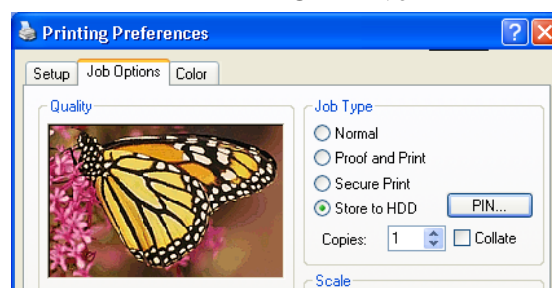 Printing Preferences
Setup Job Options Color
Quality
Job Type
Normal
Proof and Print
Secure Print
Store to HDD PIN...
Copies: 1 Collate
Scale